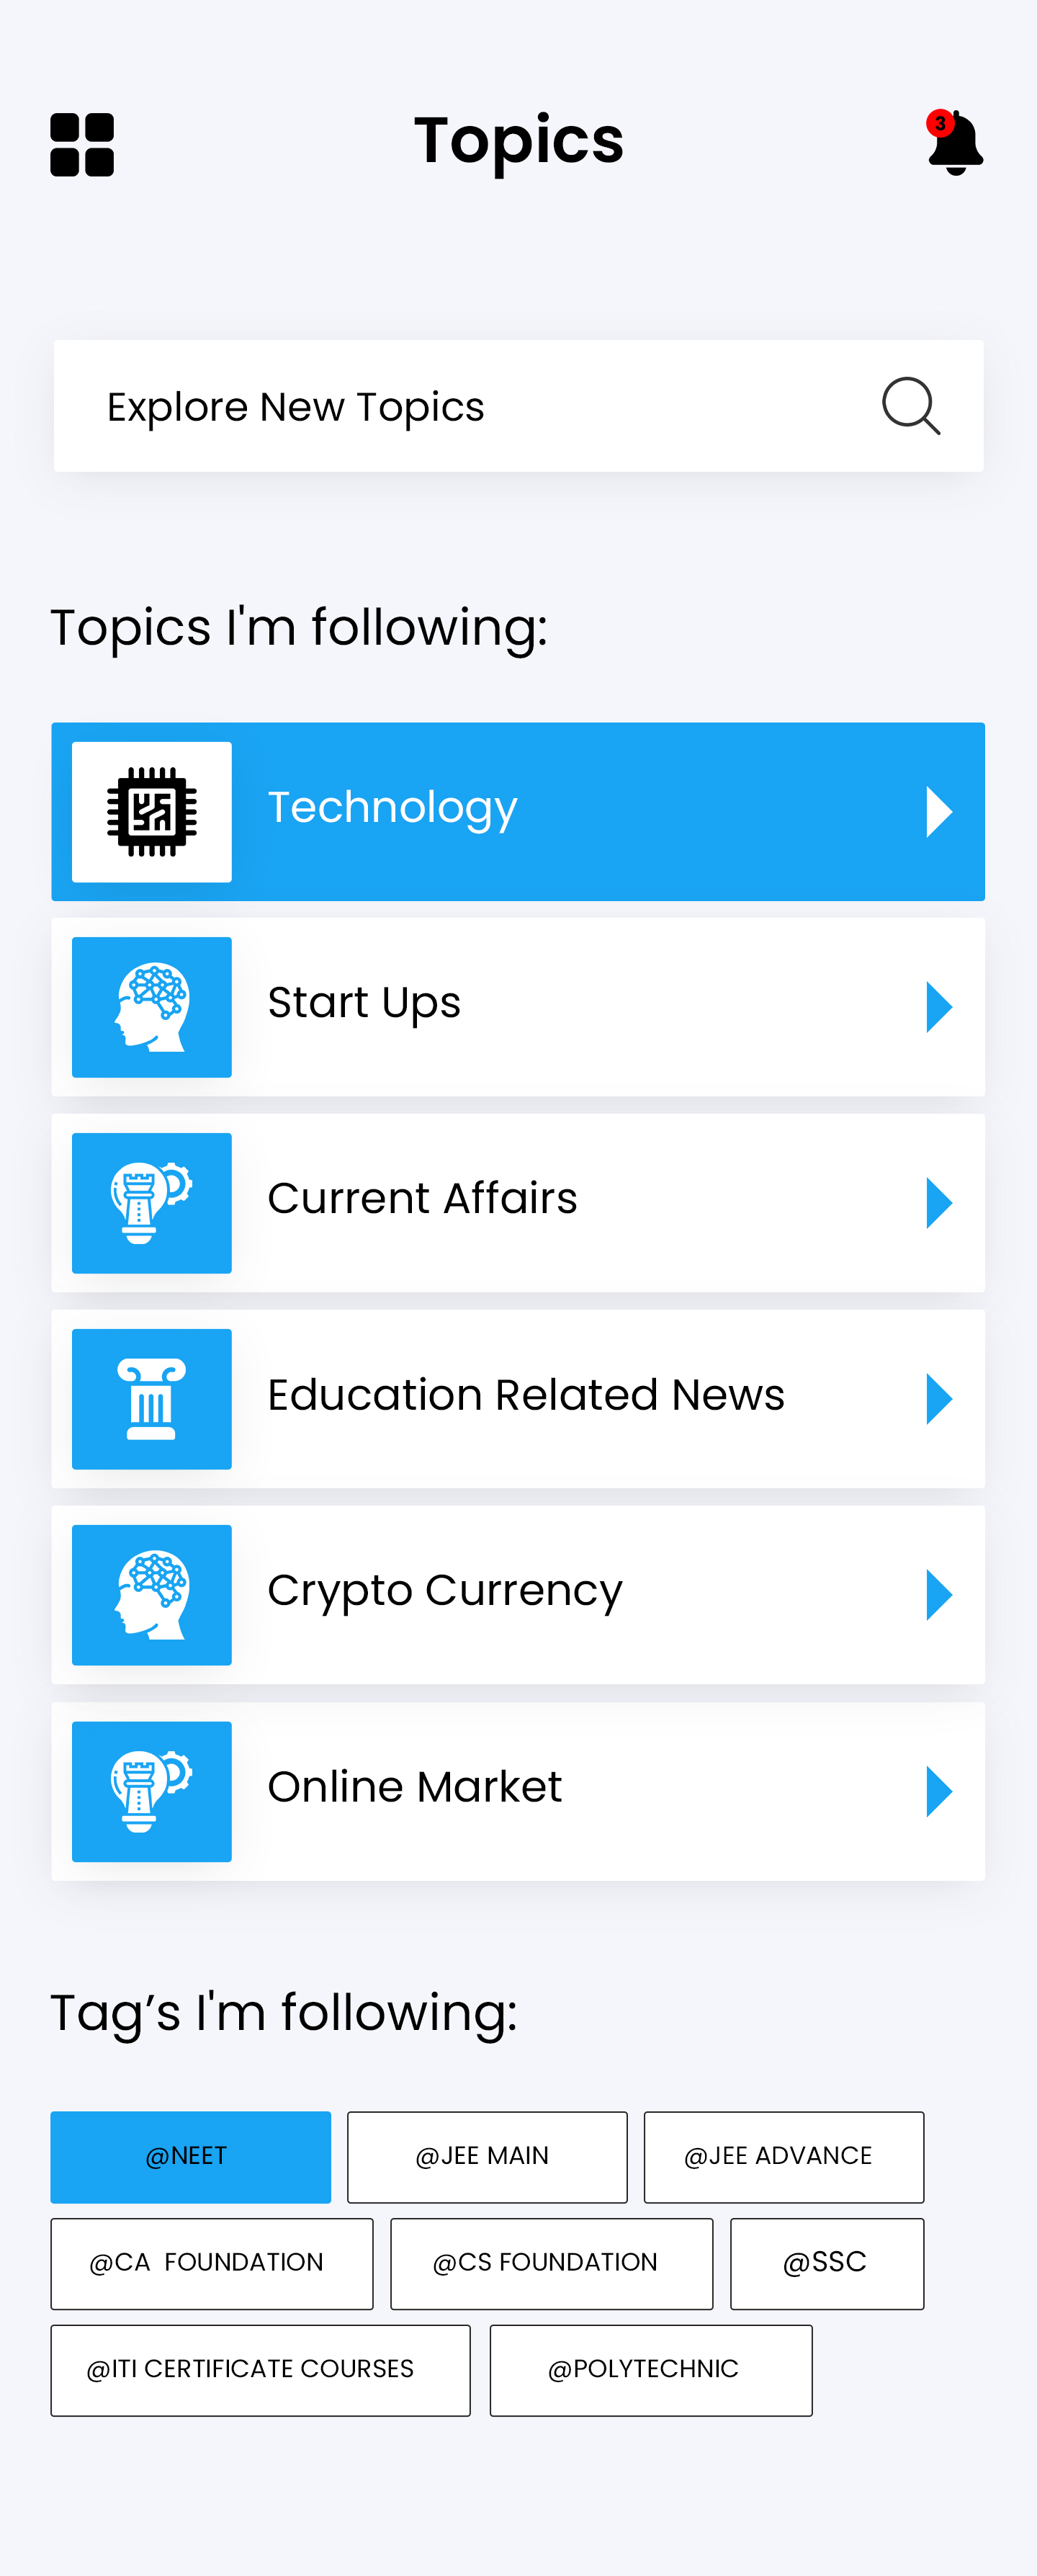 Topics
3
Explore New Topics
Topics I'm following:
Technology
Start Ups
Current Affairs
Education Related News
Crypto Currency
Online Market
Tag’s I'm following:
@NEET
@JEE MAIN
@JEE ADVANCE
@CA  FOUNDATION
@CS FOUNDATION
@SSC
@ITI CERTIFICATE COURSES
@POLYTECHNIC